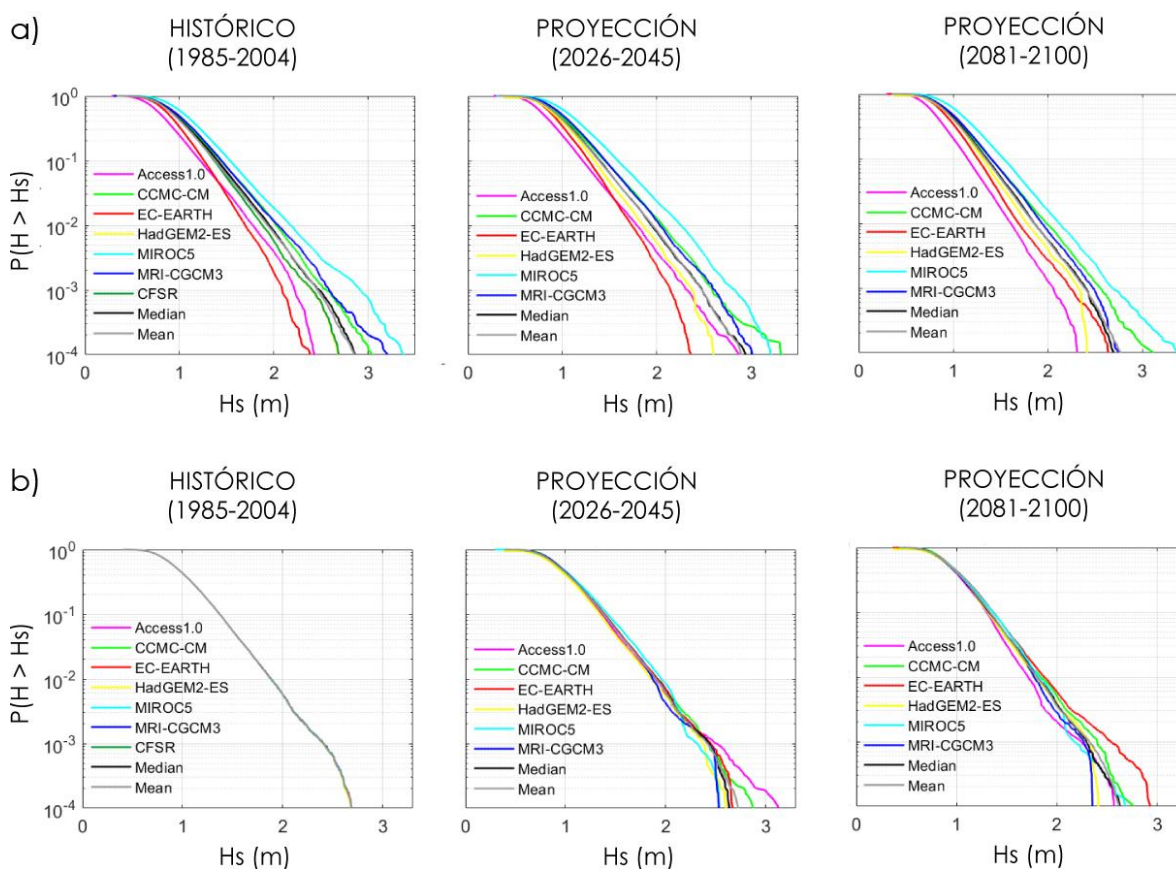 a)
HISTÓRICO
(1985-2004)
PROYECCIÓN
(2026-2045)
PROYECCIÓN
(2081-2100)
P(H > Hs)
10^0
10^-1
10^-2
10^-3
10^-4
Access1.0
CCMC-CM
EC-EARTH
HadGEM2-ES
MIROC5
MRI-CGCM3
CFSR
Median
Mean
0 1 2 3
Hs (m)
Access1.0
CCMC-CM
EC-EARTH
HadGEM2-ES
MIROC5
MRI-CGCM3
Median
Mean
0 1 2 3
Hs (m)
Access1.0
CCMC-CM
EC-EARTH
HadGEM2-ES
MIROC5
MRI-CGCM3
Median
Mean
0 1 2 3
Hs (m)
b)
HISTÓRICO
(1985-2004)
PROYECCIÓN
(2026-2045)
PROYECCIÓN
(2081-2100)
P(H > Hs)
10^0
10^-1
10^-2
10^-3
10^-4
Access1.0
CCMC-CM
EC-EARTH
HadGEM2-ES
MIROC5
MRI-CGCM3
CFSR
Median
Mean
0 1 2 3
Hs (m)
Access1.0
CCMC-CM
EC-EARTH
HadGEM2-ES
MIROC5
MRI-CGCM3
Median
Mean
0 1 2 3
Hs (m)
Access1.0
CCMC-CM
EC-EARTH
HadGEM2-ES
MIROC5
MRI-CGCM3
Median
Mean
0 1 2 3
Hs (m)